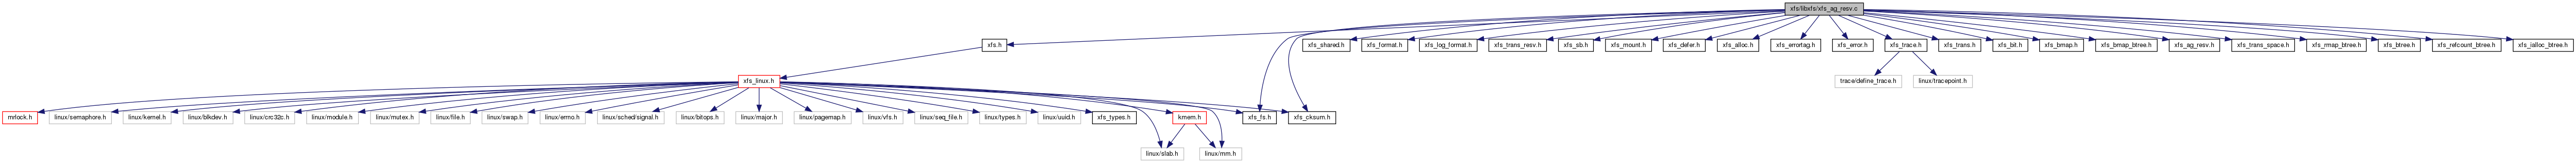 xfs/libxfs/xfs_ag_resv.c
xfs.h
xfs_shared.h
xfs_format.h
xfs_log_format.h
xfs_trans_resv.h
xfs_sb.h
xfs_mount.h
xfs_defer.h
xfs_alloc.h
xfs_errortag.h
xfs_error.h
xfs_trace.h
xfs_trans.h
xfs_bit.h
xfs_bmap.h
xfs_bmap_btree.h
xfs_ag_resv.h
xfs_trans_space.h
xfs_rmap_btree.h
xfs_btree.h
xfs_refcount_btree.h
xfs_ialloc_btree.h
xfs_linux.h
trace/define_trace.h
linux/tracepoint.h
mrlock.h
linux/semaphore.h
linux/kernel.h
linux/blkdev.h
linux/crc32c.h
linux/module.h
linux/mutex.h
linux/file.h
linux/swap.h
linux/errno.h
linux/sched/signal.h
linux/bitops.h
linux/major.h
linux/pagemap.h
linux/vfs.h
linux/seq_file.h
linux/types.h
linux/uuid.h
xfs_types.h
kmem.h
xfs_fs.h
xfs_cksum.h
linux/slab.h
linux/mm.h